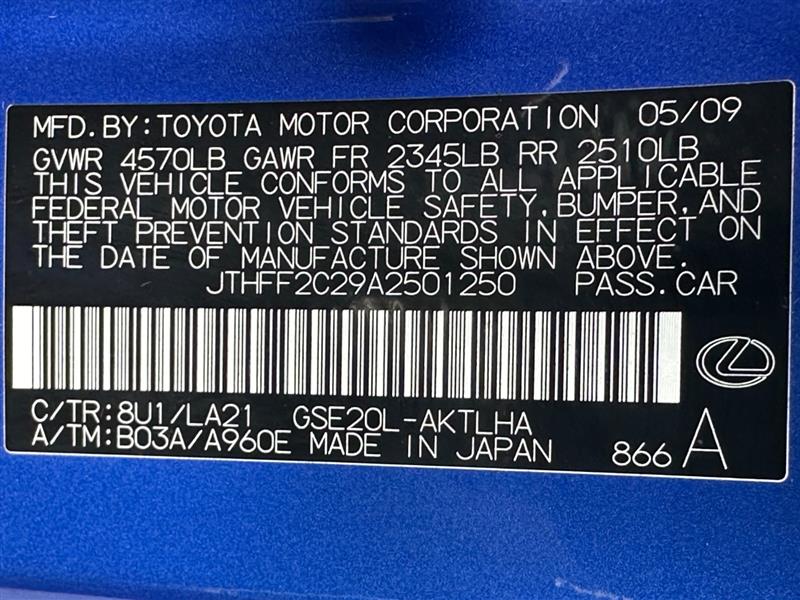 MFD.BY:TOYOTA MOTOR CORPORATION 05/09
GVWR 4570LB GAWR FR 2345LB RR 2510LB
THIS VEHICLE CONFORMS TO ALL APPLICABLE
FEDERAL MOTOR VEHICLE SAFETY,BUMPER,AND
THEFT PREVENTION STANDARDS IN EFFECT ON
THE DATE OF MANUFACTURE SHOWN ABOVE.
JTHFF2C29A2501250 PASS.CAR
C/TR:8U1/LA21 GSE20L-AKTLHA
A/TM:B03A/A960E MADE IN JAPAN 866 A